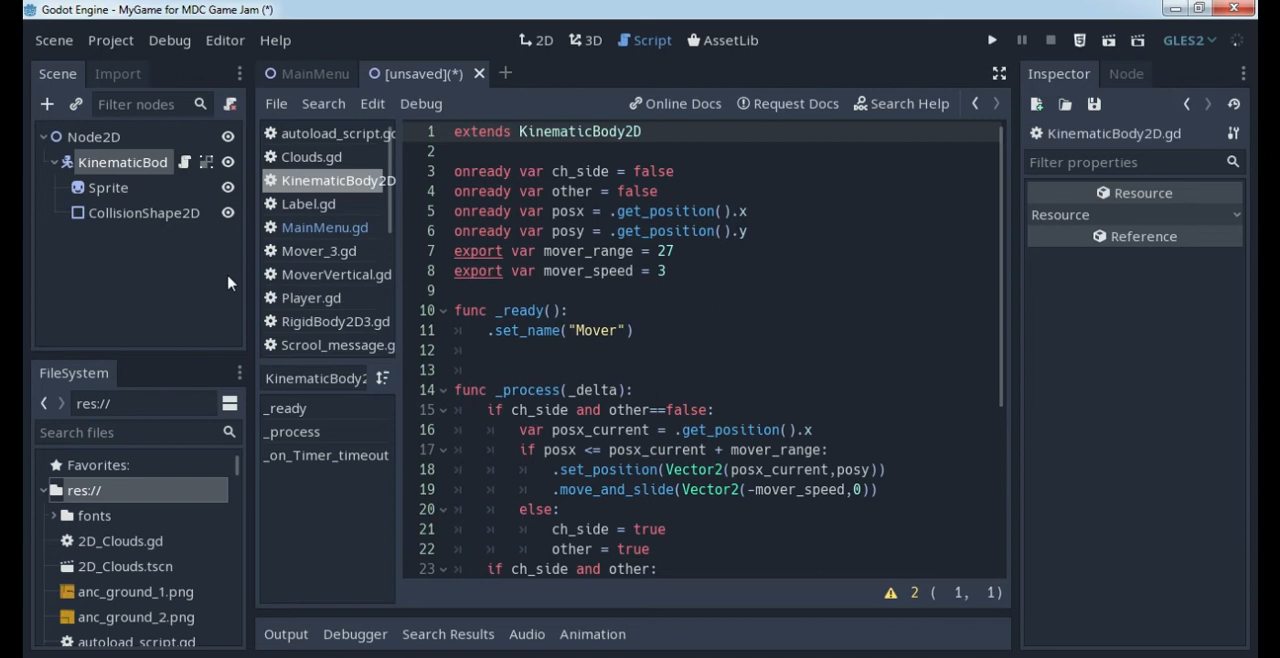 Godot Engine - MyGame for MDC Game Jam (*)
Scene Project Debug Editor Help
2D 3D Script AssetLib
GLES2
Scene Import
MainMenu [unsaved](*)
Inspector Node
Filter nodes
File Search Edit Debug
Online Docs Request Docs Search Help
Node2D
KinematicBod
Sprite
CollisionShape2D
autoload_script.gd
Clouds.gd
KinematicBody2D
Label.gd
MainMenu.gd
Mover_3.gd
MoverVertical.gd
Player.gd
RigidBody2D3.gd
Scrool_message.g
KinematicBody2
_ready
_process
_on_Timer_timeout
1 extends KinematicBody2D
2
3 onready var ch_side = false
4 onready var other = false
5 onready var posx = .get_position().x
6 onready var posy = .get_position().y
7 export var mover_range = 27
8 export var mover_speed = 3
9
10 func _ready():
11 .set_name("Mover")
12
13
14 func _process(_delta):
15 if ch_side and other==false:
16 var posx_current = .get_position().x
17 if posx <= posx_current + mover_range:
18 .set_position(Vector2(posx_current,posy))
19 .move_and_slide(Vector2(-mover_speed,0))
20 else:
21 ch_side = true
22 other = true
23 if ch_side and other:
2 ( 1, 1)
KinematicBody2D.gd
Filter properties
Resource
Resource
Reference
FileSystem
res://
Search files
Favorites:
res://
fonts
2D_Clouds.gd
2D_Clouds.tscn
anc_ground_1.png
anc_ground_2.png
autoload_script.gd
Output Debugger Search Results Audio Animation